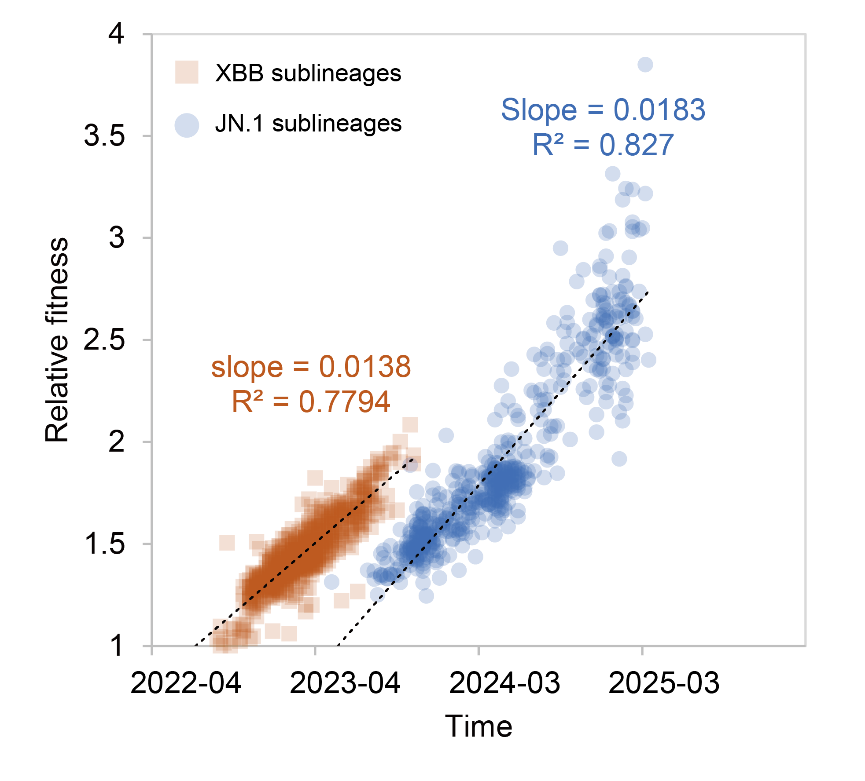 4
XBB sublineages
JN.1 sublineages
Slope = 0.0183
R² = 0.827
3.5
3
2.5
slope = 0.0138
R² = 0.7794
2
1.5
1
Relative fitness
2022-04 2023-04 2024-03 2025-03
Time